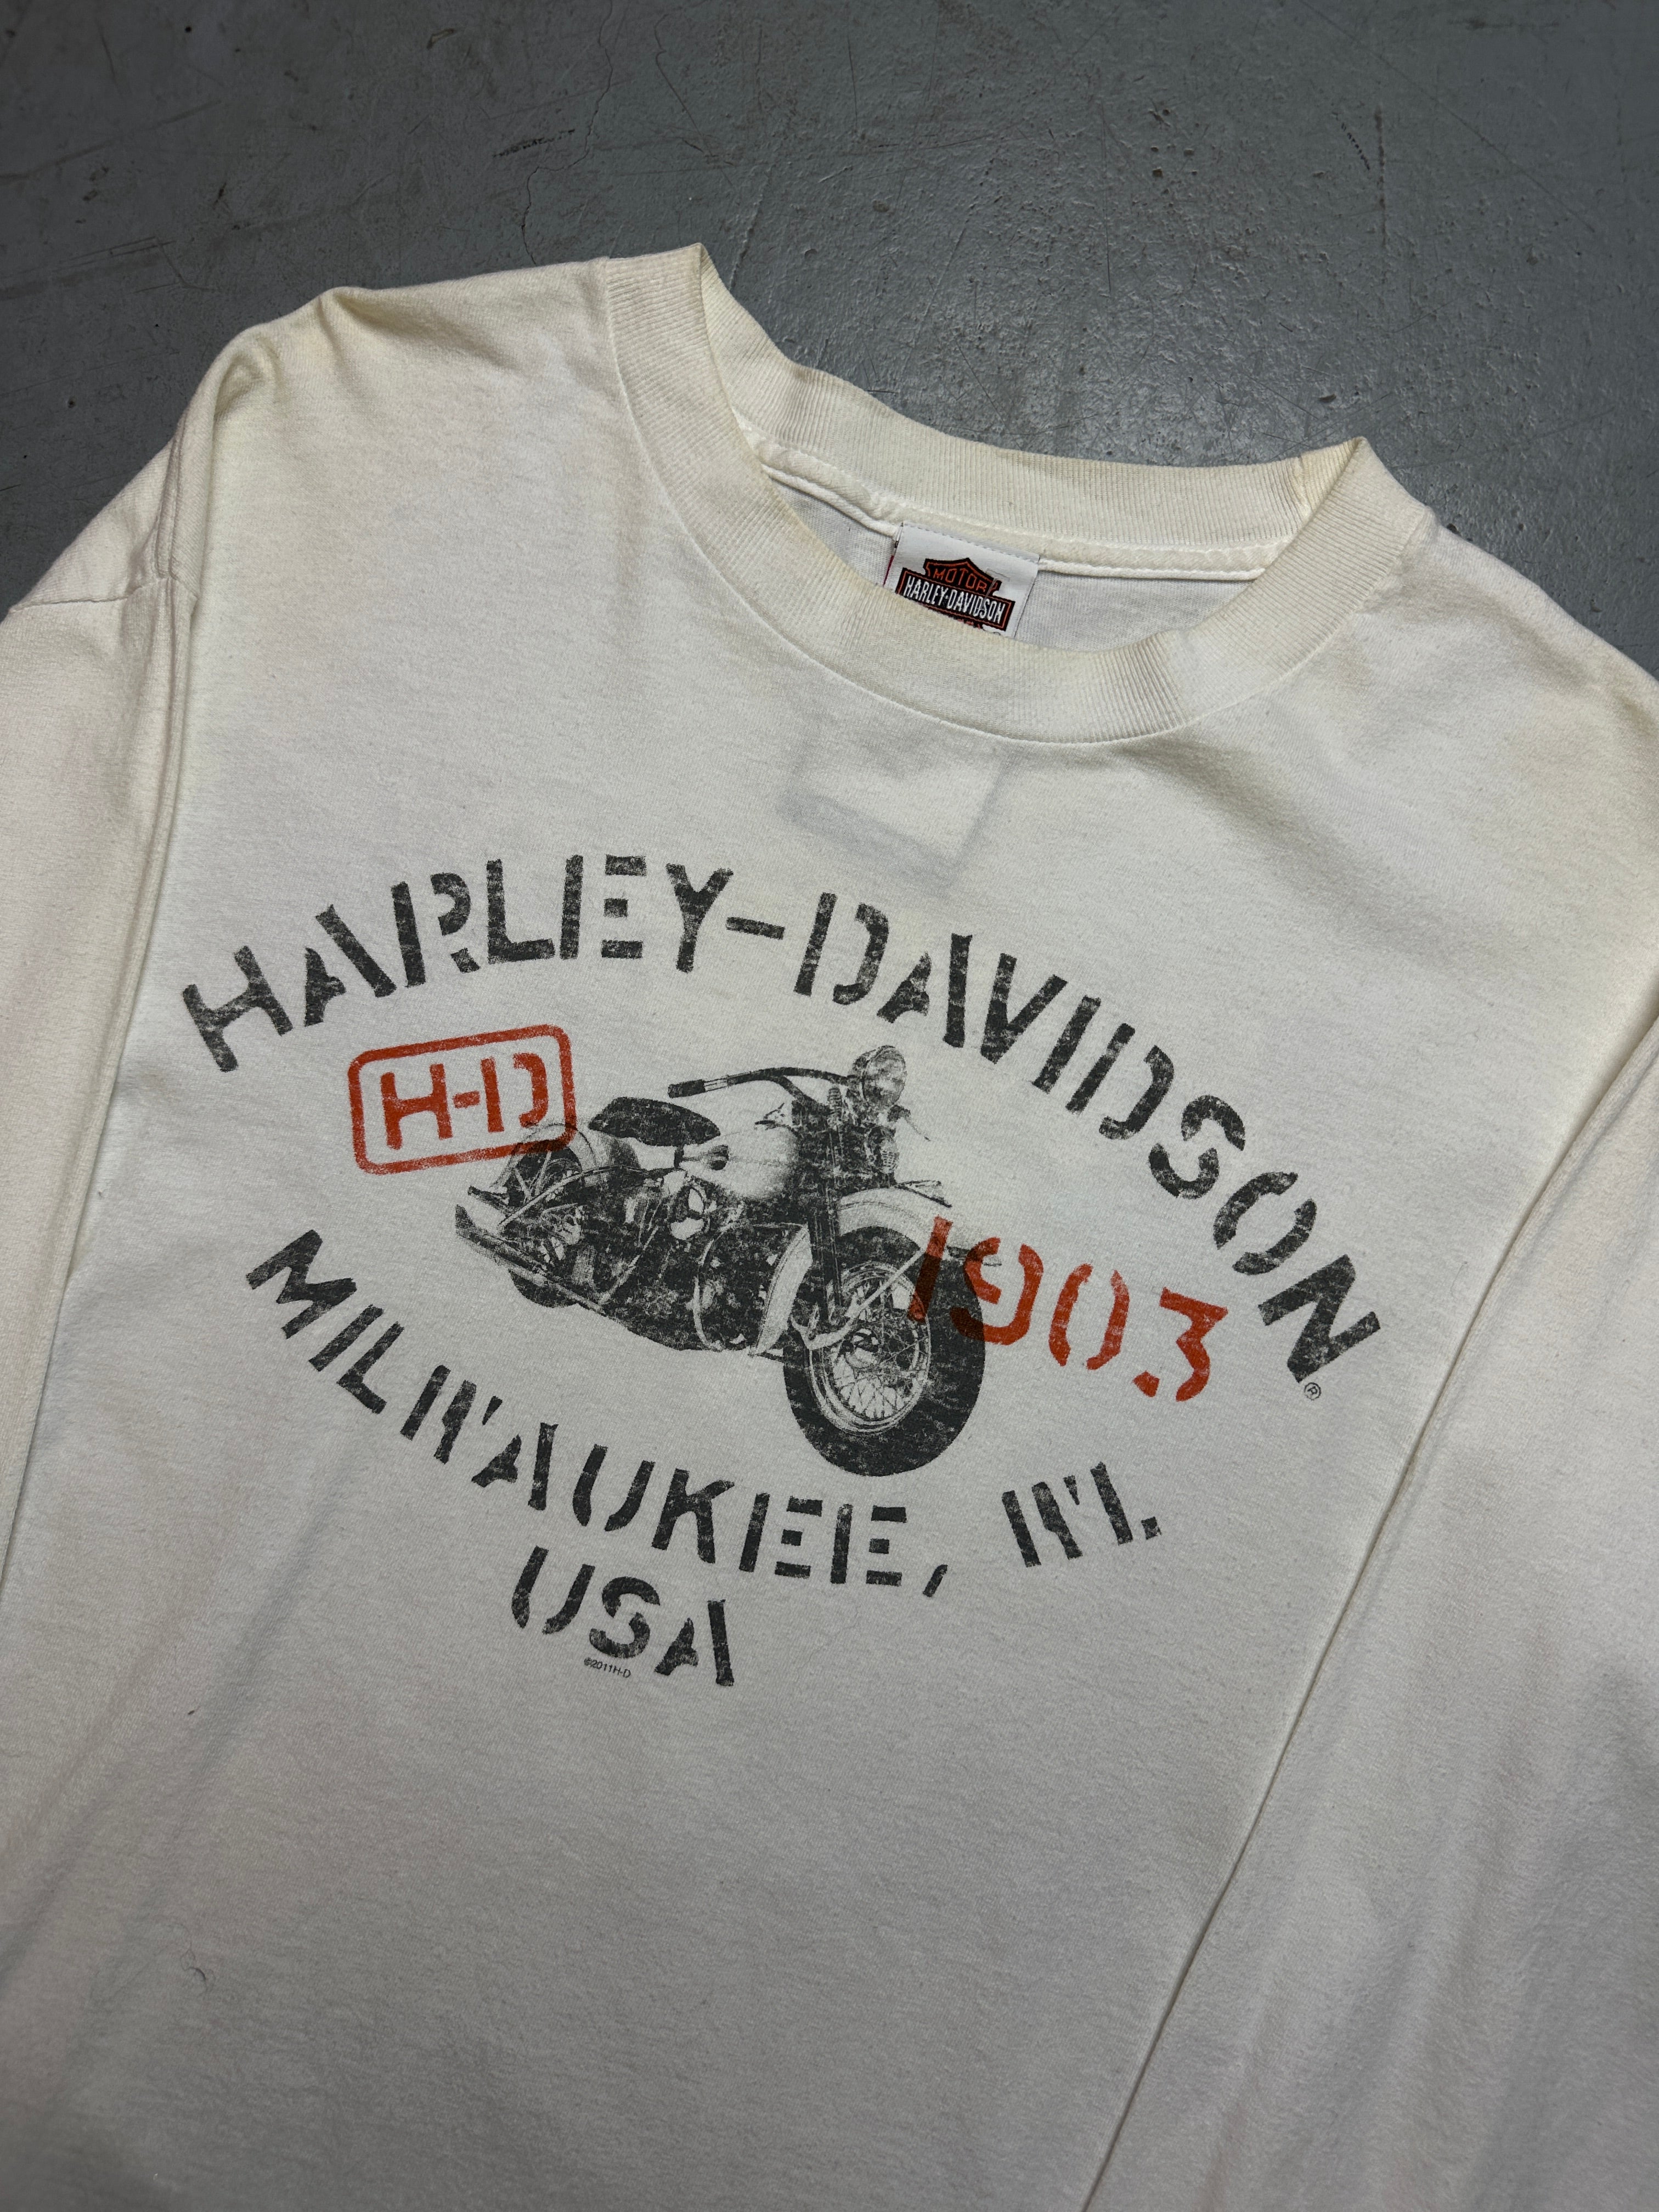 MOTOR
HARLEY-DAVIDSON
HARLEY-DAVIDSON
®
H-D
1903
MILWAUKEE, WI.
USA
©2011H-D